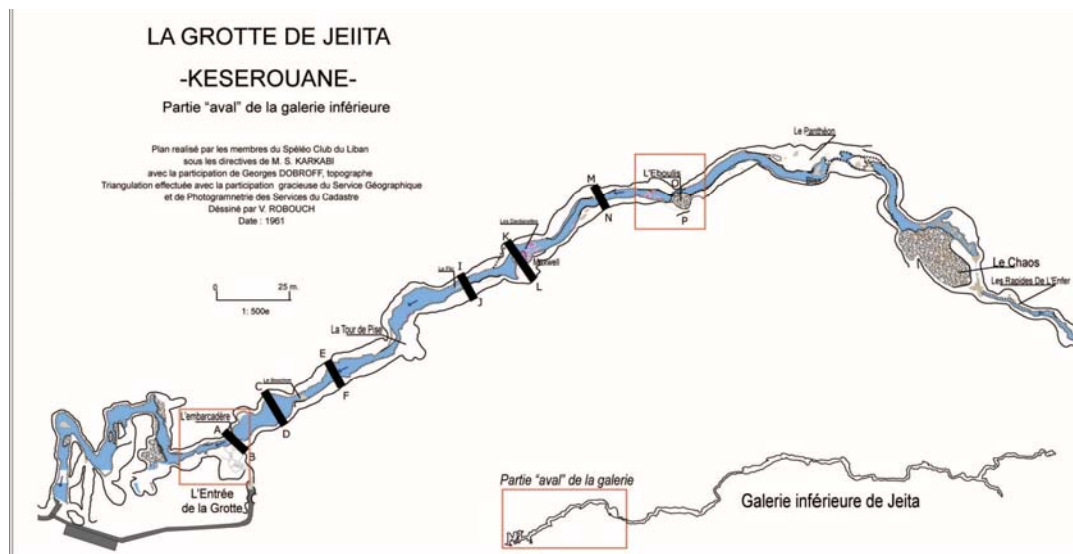 LA GROTTE DE JEIITA
-KESEROUANE-
Partie "aval" de la galerie inférieure
Plan realisé par les membres du Spéléo Club du Liban
sous les directives de M. S. KARKABI
avec la participation de Georges DOBROFF, topographe
Triangulation effectuée avec la participation gracieuse du Service Géographique
et de Photogramnetrie des Services du Cadastre
Déssiné par V. ROBOUCH
Date : 1961
0 25 m.
1: 500e
Le Panthéon
L'Eboulis
O
P
M
N
K
L
Maxwell
I
J
Le Chaos
Les Rapides De L'Enfer
La Tour de Pise
E
F
C
D
L'embarcadère
A
B
L'Entrée
de la Grotte
Partie "aval" de la galerie
Galerie inférieure de Jeita